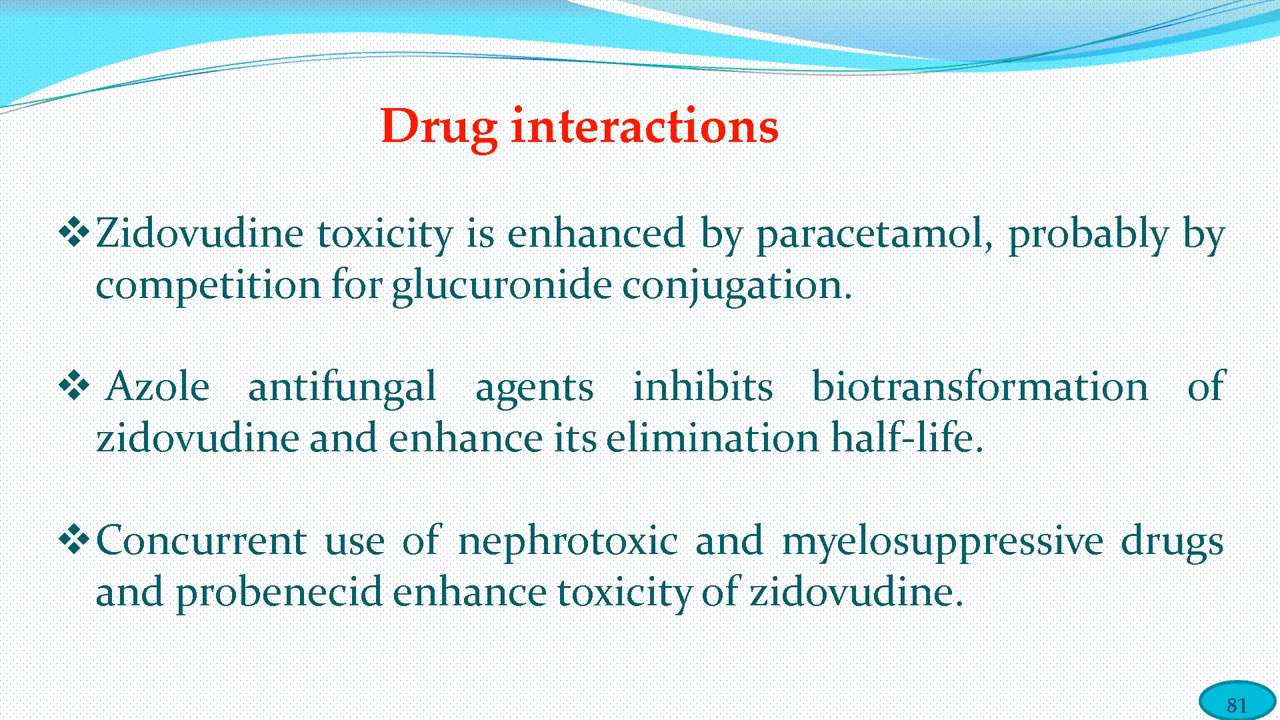 Drug interactions
❖Zidovudine toxicity is enhanced by paracetamol, probably by
competition for glucuronide conjugation.
❖ Azole antifungal agents inhibits biotransformation of
zidovudine and enhance its elimination half-life.
❖Concurrent use of nephrotoxic and myelosuppressive drugs
and probenecid enhance toxicity of zidovudine.
81